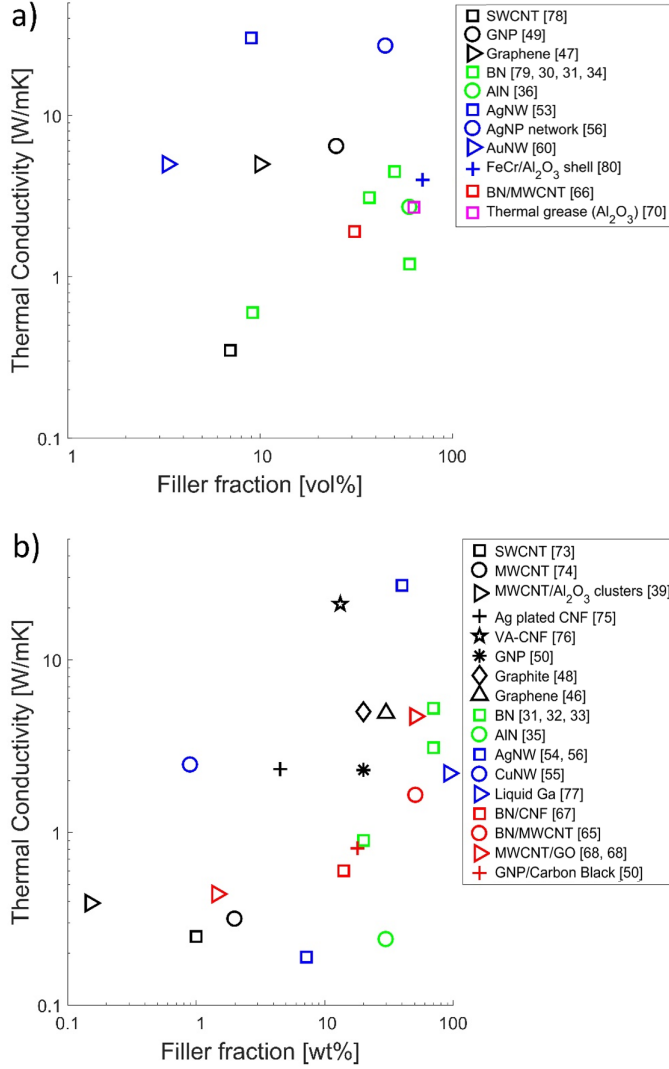 a)
10
1
0.1
Thermal Conductivity [W/mK]
1
10
100
Filler fraction [vol%]
SWCNT [78]
GNP [49]
Graphene [47]
BN [79, 30, 31, 34]
AlN [36]
AgNW [53]
AgNP network [56]
AuNW [60]
FeCr/Al₂O₃ shell [80]
BN/MWCNT [66]
Thermal grease (Al₂O₃) [70]
b)
10
1
0.1
Thermal Conductivity [W/mK]
0.1
1
10
100
Filler fraction [wt%]
SWCNT [73]
MWCNT [74]
MWCNT/Al₂O₃ clusters [39]
Ag plated CNF [75]
VA-CNF [76]
GNP [50]
Graphite [48]
Graphene [46]
BN [31, 32, 33]
AlN [35]
AgNW [54, 56]
CuNW [55]
Liquid Ga [77]
BN/CNF [67]
BN/MWCNT [65]
MWCNT/GO [68, 68]
GNP/Carbon Black [50]